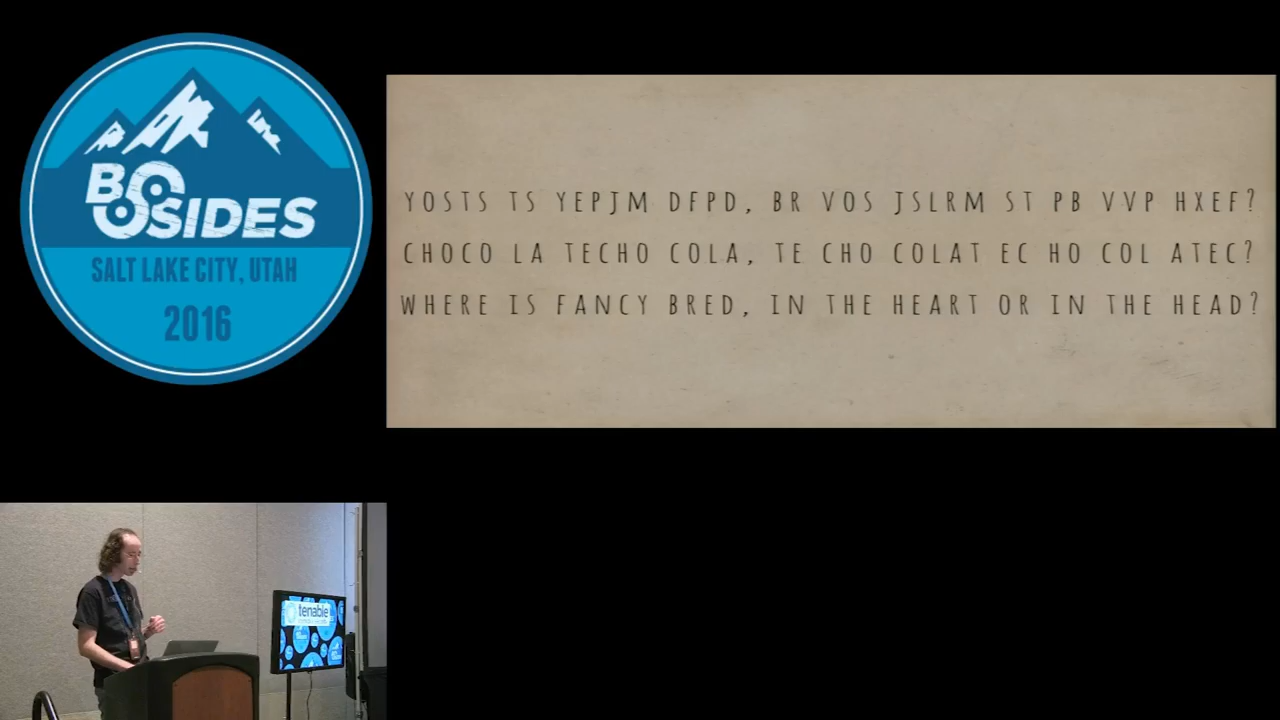 BSIDES
SALT LAKE CITY, UTAH
2016
YOSTS TS YEPJM DFPD, BR VOS JSLRM ST PB VVP HXEF?
CHOCO LA TECHO COLA, TE CHO COLAT EC HO COL ATEC?
WHERE IS FANCY BRED, IN THE HEART OR IN THE HEAD?
tenable